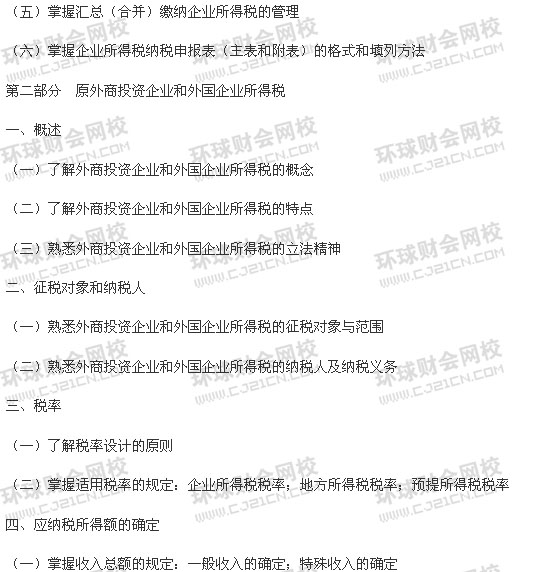 （五）掌握汇总（合并）缴纳企业所得税的管理
（六）掌握企业所得税纳税申报表（主表和附表）的格式和填列方法
第二部分　原外商投资企业和外国企业所得税
一、概述
（一）了解外商投资企业和外国企业所得税的概念
（二）了解外商投资企业和外国企业所得税的特点
（三）熟悉外商投资企业和外国企业所得税的立法精神
二、征税对象和纳税人
（一）熟悉外商投资企业和外国企业所得税的征税对象与范围
（二）熟悉外商投资企业和外国企业所得税的纳税人及纳税义务
三、税率
（一）了解税率设计的原则
（二）掌握适用税率的规定：企业所得税税率；地方所得税税率；预提所得税税率
四、应纳税所得额的确定
（一）掌握收入总额的规定：一般收入的确定；特殊收入的确定
环球财会网校
WWW.CJ21CN.COM